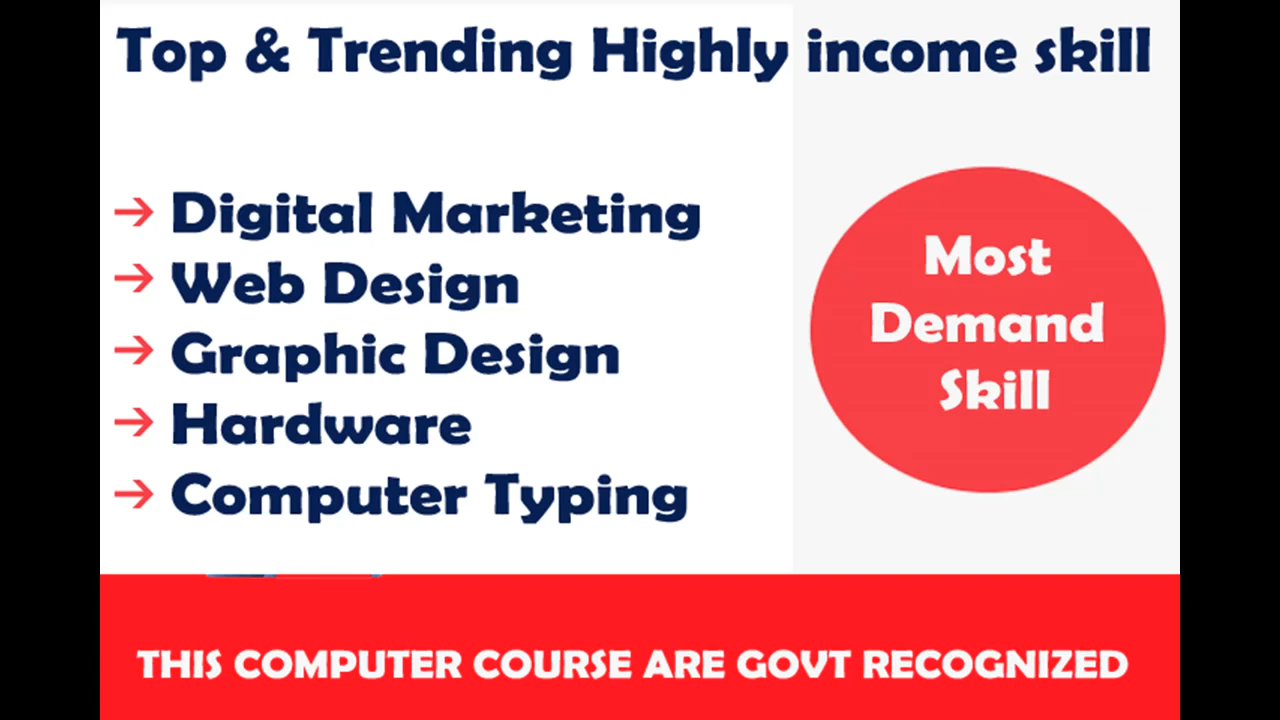 Top & Trending Highly income skill
→ Digital Marketing
→ Web Design
→ Graphic Design
→ Hardware
→ Computer Typing
Most
Demand
Skill
THIS COMPUTER COURSE ARE GOVT RECOGNIZED